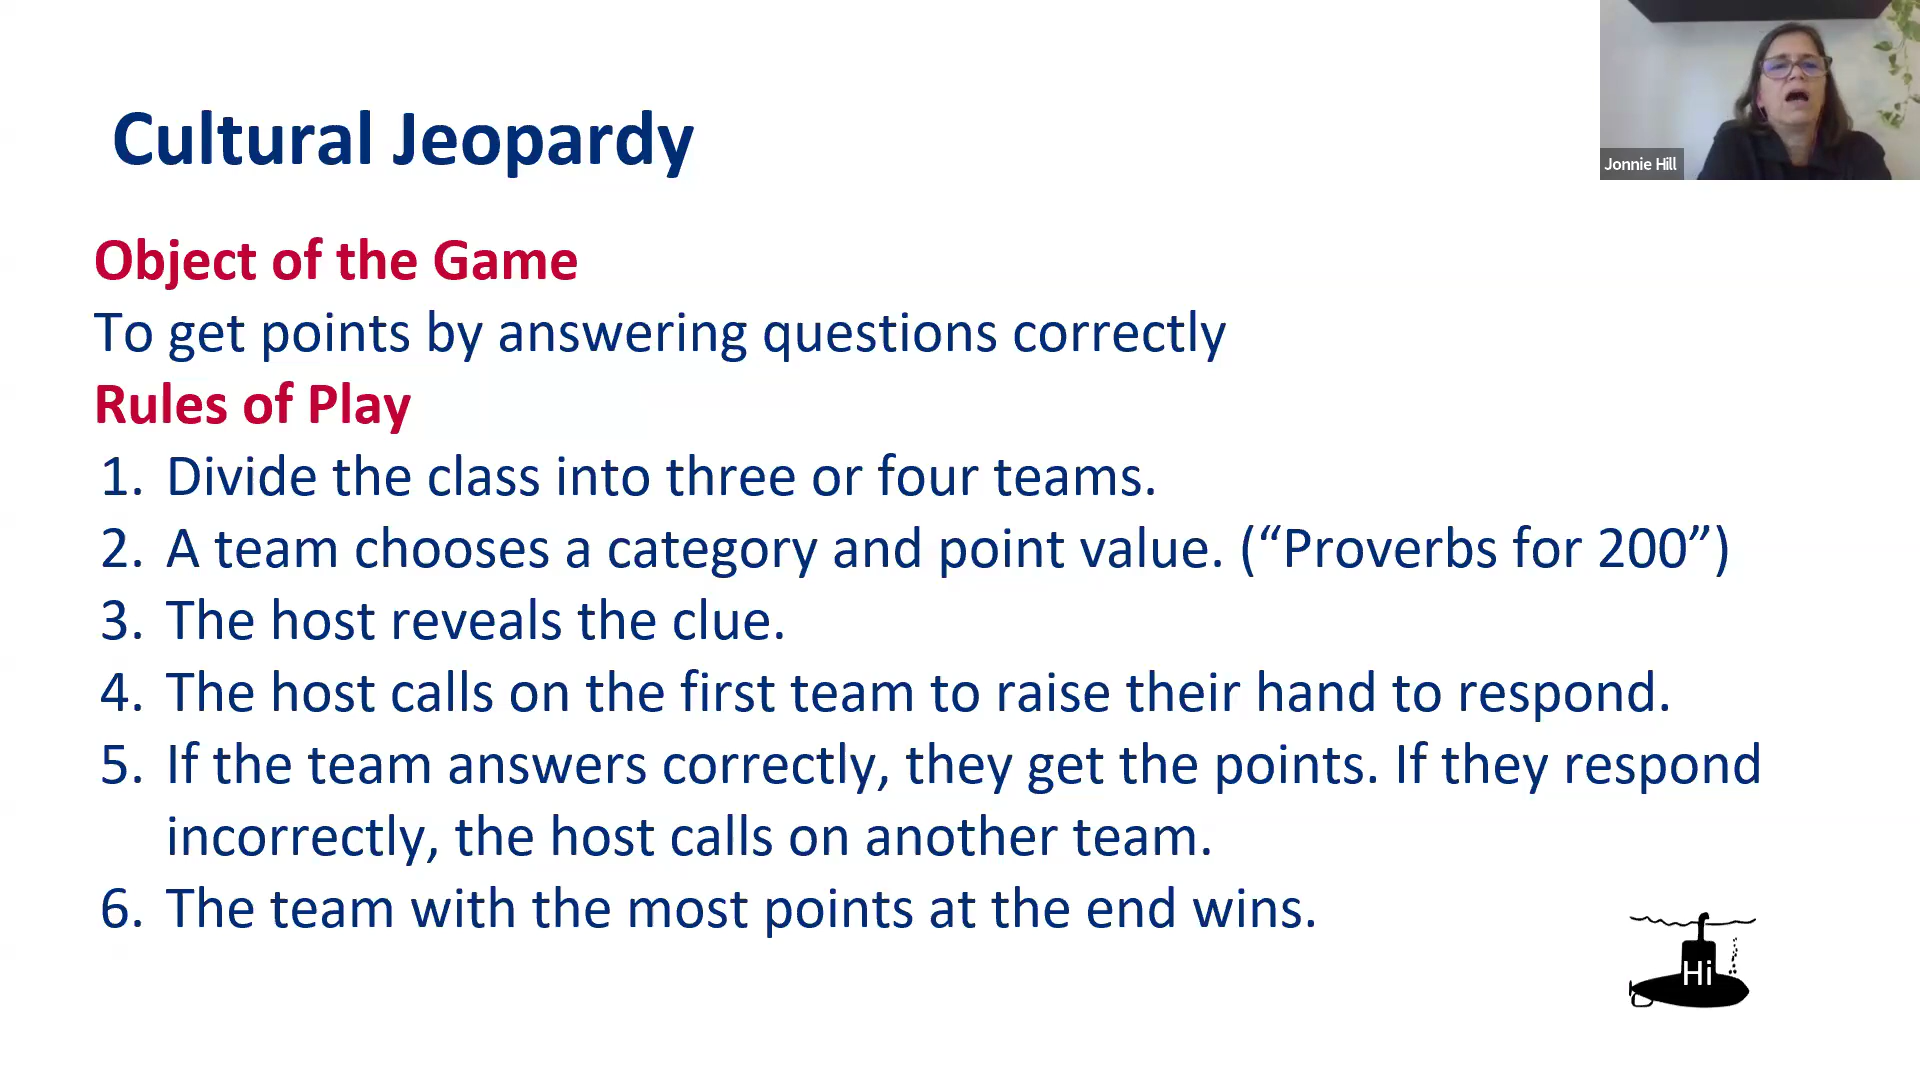 Cultural Jeopardy
Jonnie Hill
Object of the Game
To get points by answering questions correctly
Rules of Play
1. Divide the class into three or four teams.
2. A team chooses a category and point value. (“Proverbs for 200”)
3. The host reveals the clue.
4. The host calls on the first team to raise their hand to respond.
5. If the team answers correctly, they get the points. If they respond
incorrectly, the host calls on another team.
6. The team with the most points at the end wins.
Hi